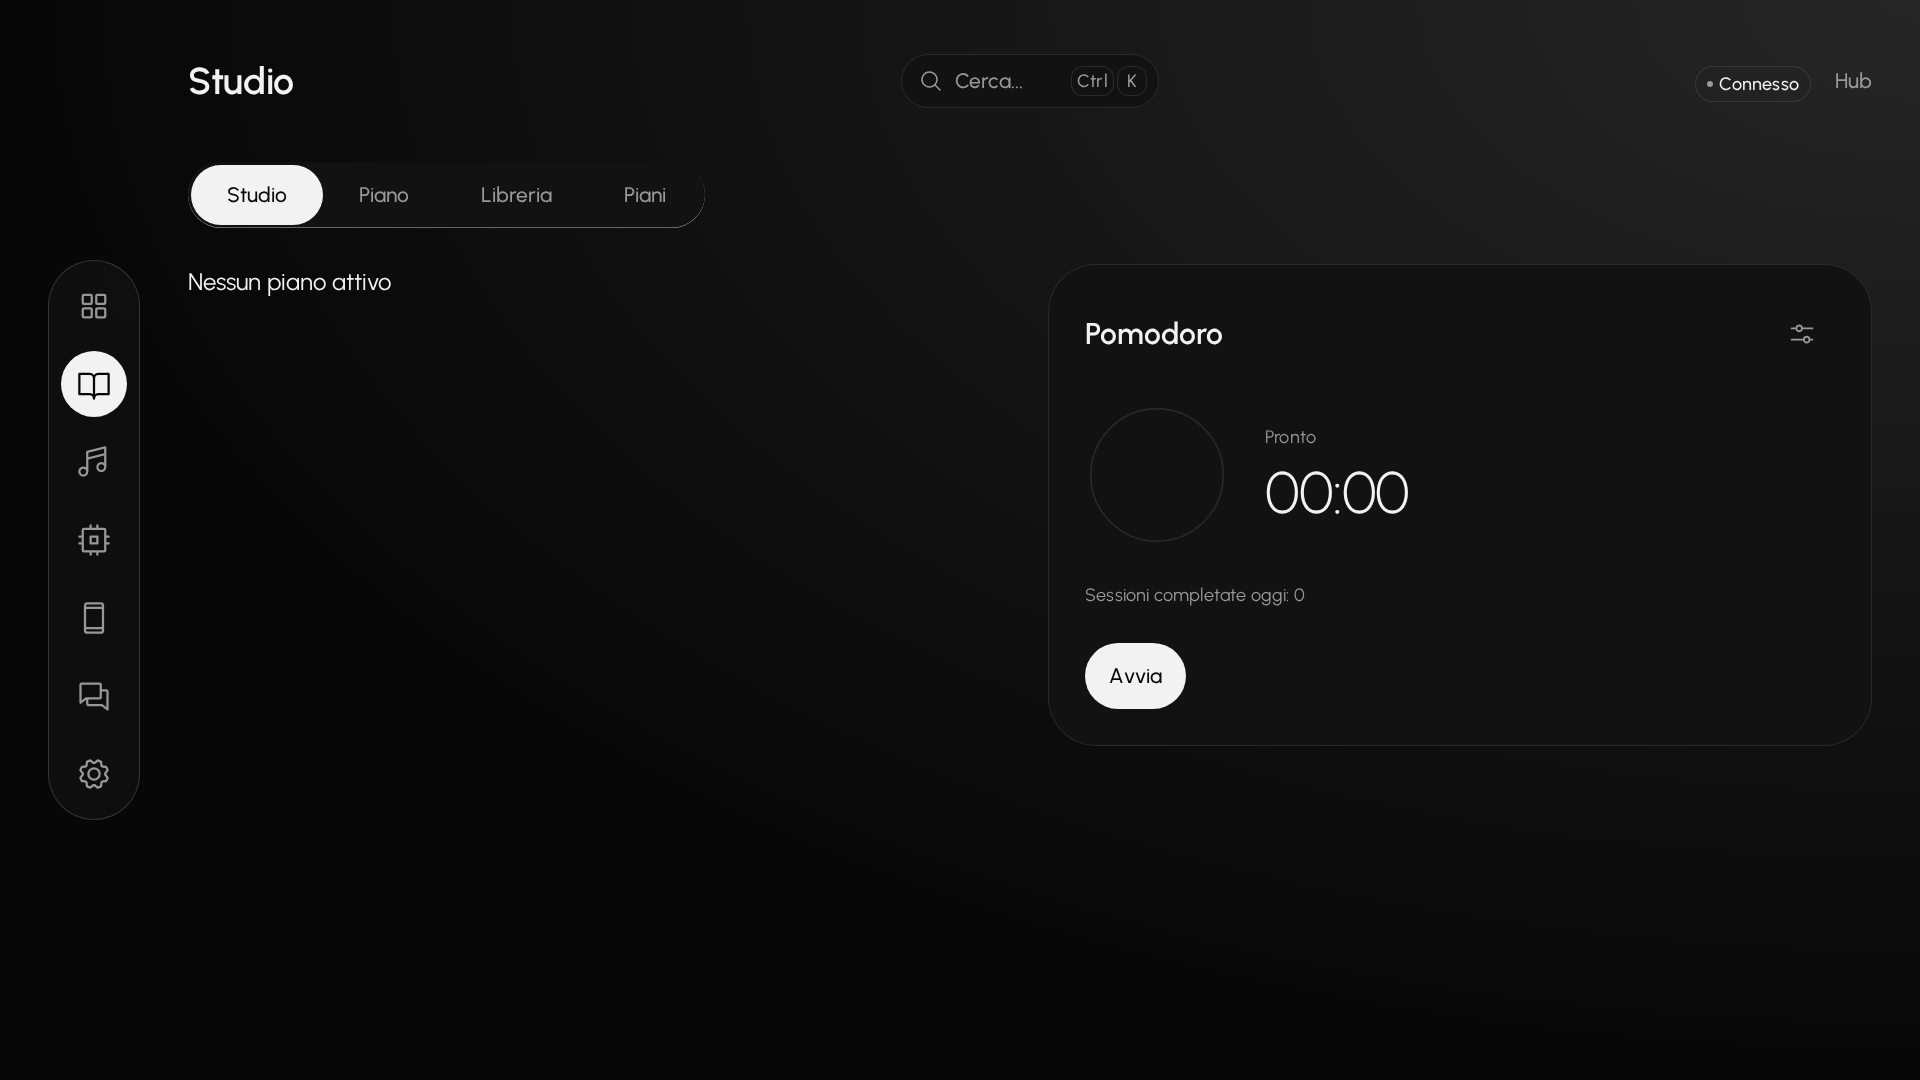 Studio
Cerca...
Ctrl
K
Connesso
Hub
Studio
Piano
Libreria
Piani
Nessun piano attivo
Pomodoro
Pronto
00:00
Sessioni completate oggi: 0
Avvia